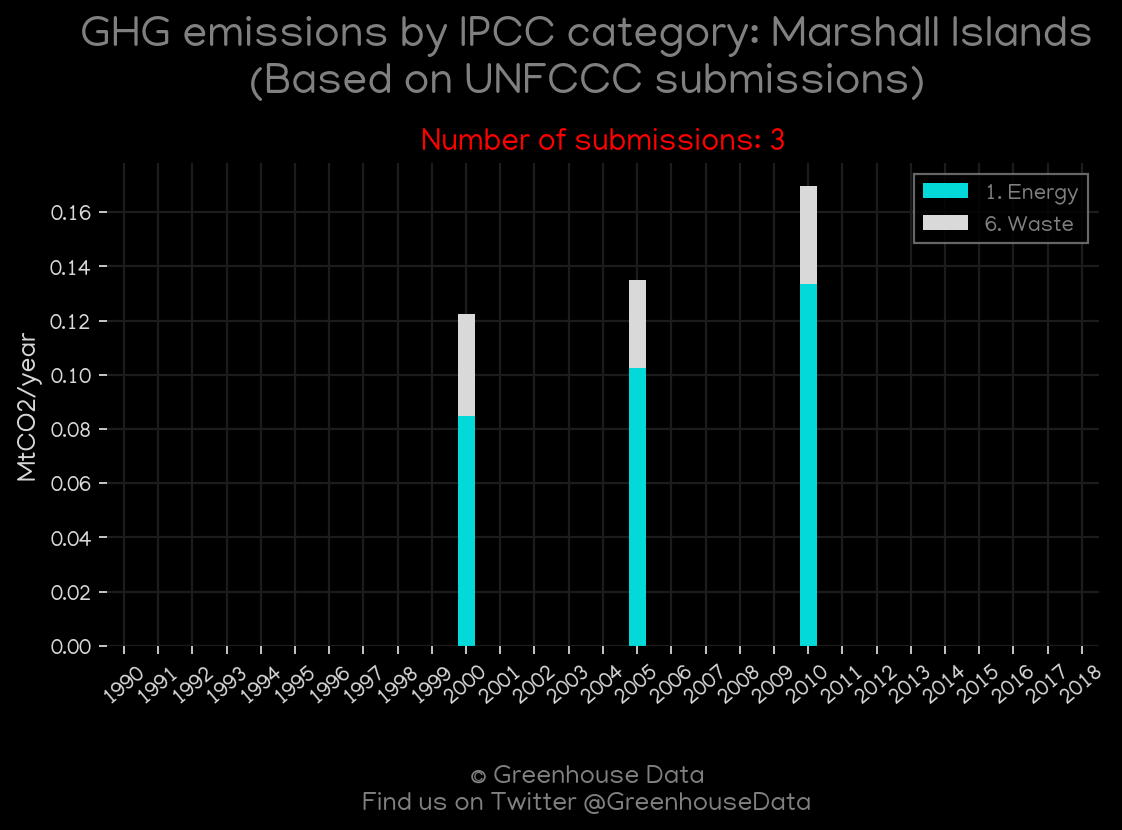 GHG emissions by IPCC category: Marshall Islands
(Based on UNFCCC submissions)
Number of submissions: 3
1. Energy
6. Waste
MtCO2/year
0.16
0.14
0.12
0.10
0.08
0.06
0.04
0.02
0.00
1990 1991 1992 1993 1994 1995 1996 1997 1998 1999 2000 2001 2002 2003 2004 2005 2006 2007 2008 2009 2010 2011 2012 2013 2014 2015 2016 2017 2018
© Greenhouse Data
Find us on Twitter @GreenhouseData